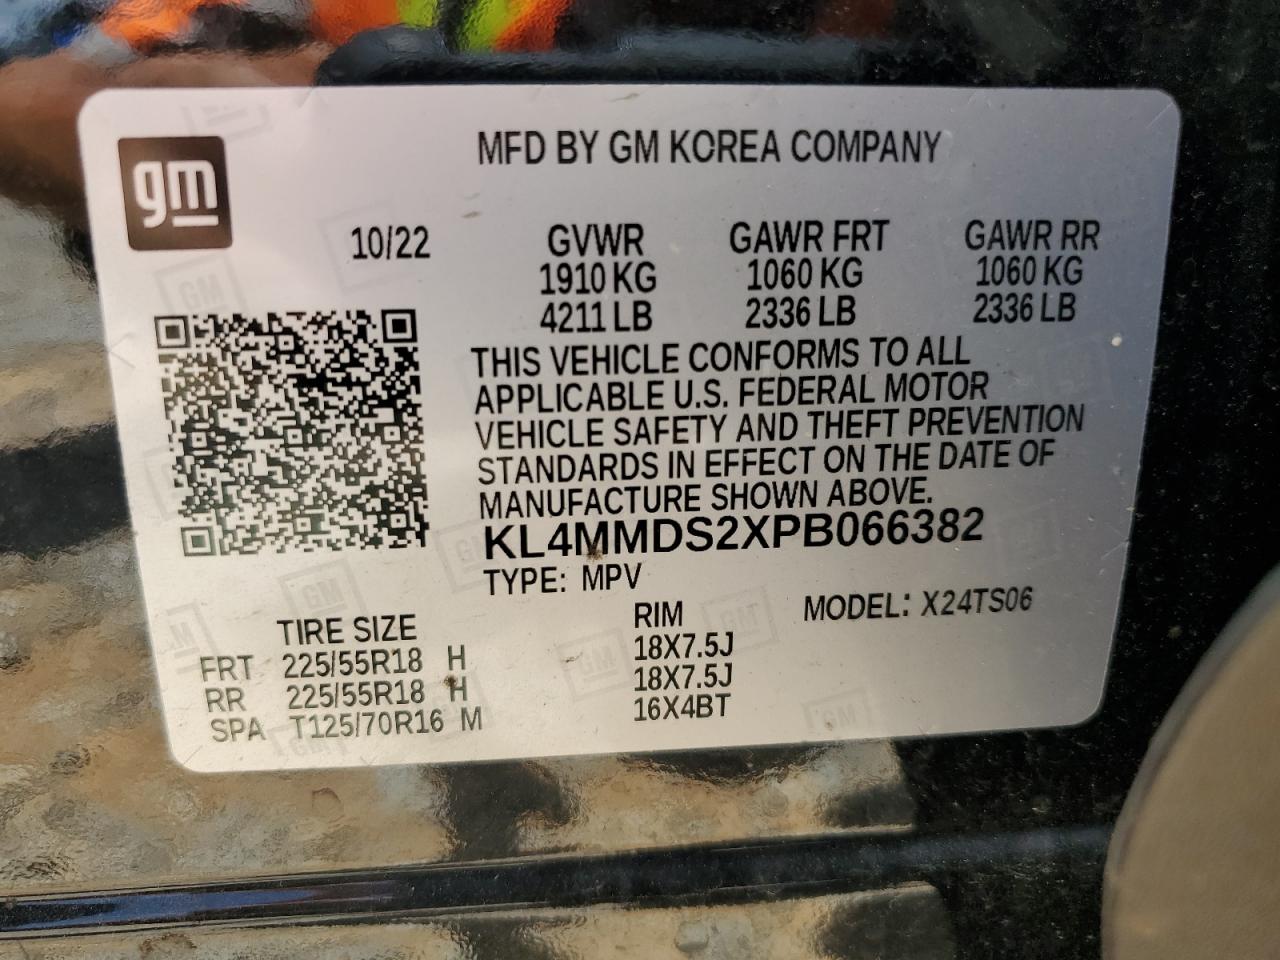 gm
MFD BY GM KOREA COMPANY
10/22 GVWR GAWR FRT GAWR RR
1910 KG 1060 KG 1060 KG
4211 LB 2336 LB 2336 LB
THIS VEHICLE CONFORMS TO ALL
APPLICABLE U.S. FEDERAL MOTOR
VEHICLE SAFETY AND THEFT PREVENTION
STANDARDS IN EFFECT ON THE DATE OF
MANUFACTURE SHOWN ABOVE.
KL4MMDS2XPB066382
TYPE: MPV
TIRE SIZE RIM MODEL: X24TS06
FRT 225/55R18 H 18X7.5J
RR 225/55R18 H 18X7.5J
SPA T125/70R16 M 16X4BT